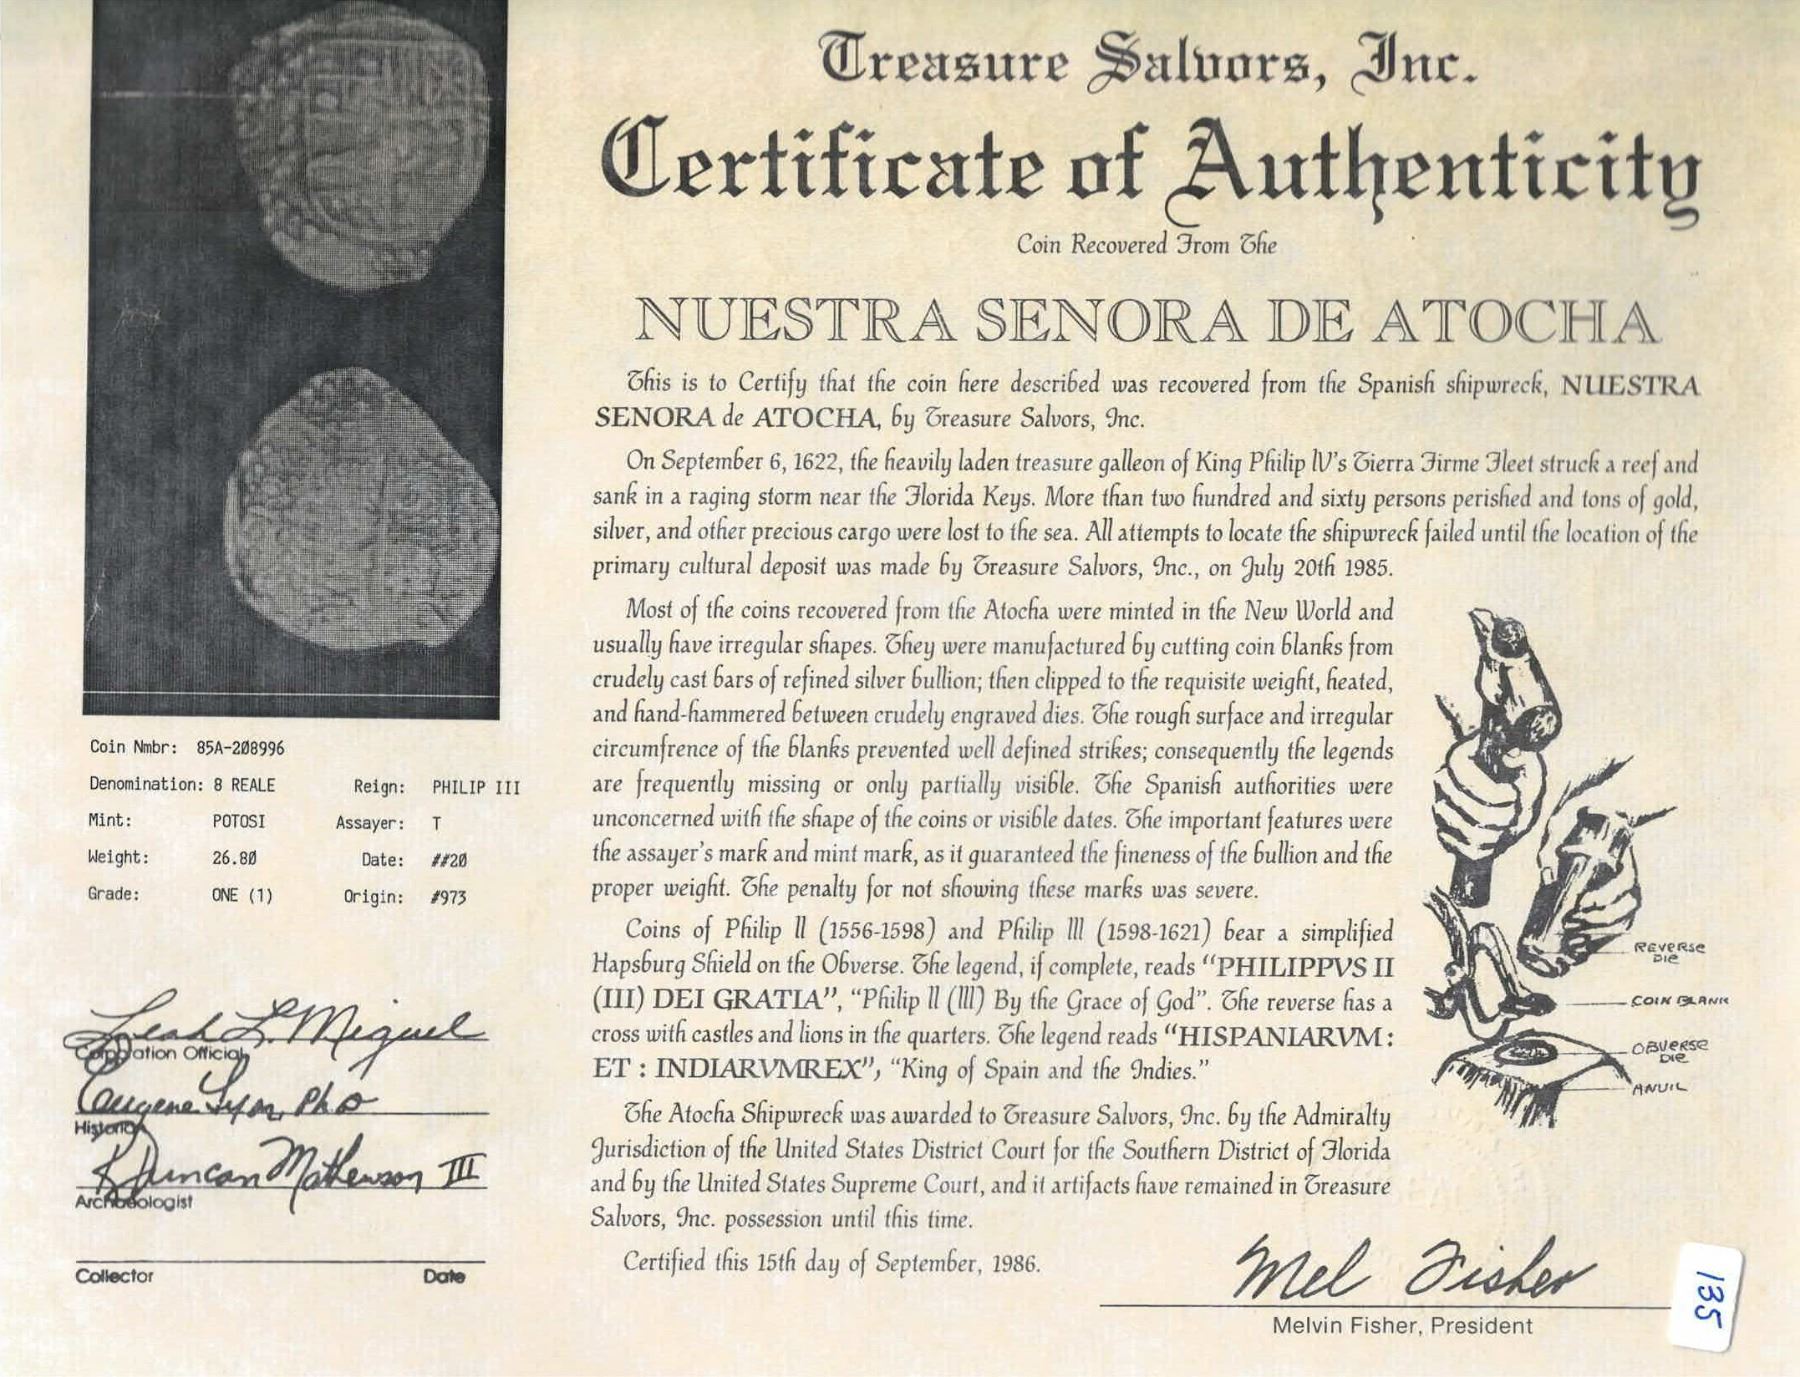 Treasure Salvors, Inc.
Certificate of Authenticity
Coin Recovered From The
NUESTRA SENORA DE ATOCHA
This is to Certify that the coin here described was recovered from the Spanish shipwreck, NUESTRA
SENORA de ATOCHA, by Treasure Salvors, Inc.
On September 6, 1622, the heavily laden treasure galleon of King Philip IV's Tierra Firme Fleet struck a reef and
sank in a raging storm near the Florida Keys. More than two hundred and sixty persons perished and tons of gold,
silver, and other precious cargo were lost to the sea. All attempts to locate the shipwreck failed until the location of the
primary cultural deposit was made by Treasure Salvors, Inc., on July 20th 1985.
Most of the coins recovered from the Atocha were minted in the New World and
usually have irregular shapes. They were manufactured by cutting coin blanks from
crudely cast bars of refined silver bullion; then clipped to the requisite weight, heated,
and hand-hammered between crudely engraved dies. The rough surface and irregular
circumfrence of the blanks prevented well defined strikes; consequently the legends
are frequently missing or only partially visible. The Spanish authorities were
unconcerned with the shape of the coins or visible dates. The important features were
the assayer's mark and mint mark, as it guaranteed the fineness of the bullion and the
proper weight. The penalty for not showing these marks was severe.
Coins of Philip II (1556-1598) and Philip III (1598-1621) bear a simplified
Hapsburg Shield on the Obverse. The legend, if complete, reads "PHILIPPVS II
(III) DEI GRATIA", "Philip II (III) By the Grace of God". The reverse has a
cross with castles and lions in the quarters. The legend reads "HISPANIARVM:
ET : INDIARVMREX", "King of Spain and the Indies."
The Atocha Shipwreck was awarded to Treasure Salvors, Inc. by the Admiralty
Jurisdiction of the United States District Court for the Southern District of Florida
and by the United States Supreme Court, and it artifacts have remained in Treasure
Salvors, Inc. possession until this time.
Certified this 15th day of September, 1986.
Mel Fisher
Melvin Fisher, President
REVERSE
DIE
COIN BLANK
OBVERSE
DIE
ANVIL
Coin Nmbr: 85A-208996
Denomination: 8 REALE Reign: PHILIP III
Mint: POTOSI Assayer: T
Weight: 26.80 Date: ##20
Grade: ONE (1) Origin: #973
Leah L. Miguel
Corporation Official
Eugene Lyon, PhD
Historian
R Duncan Mathewson III
Archaeologist
Collector Date
135